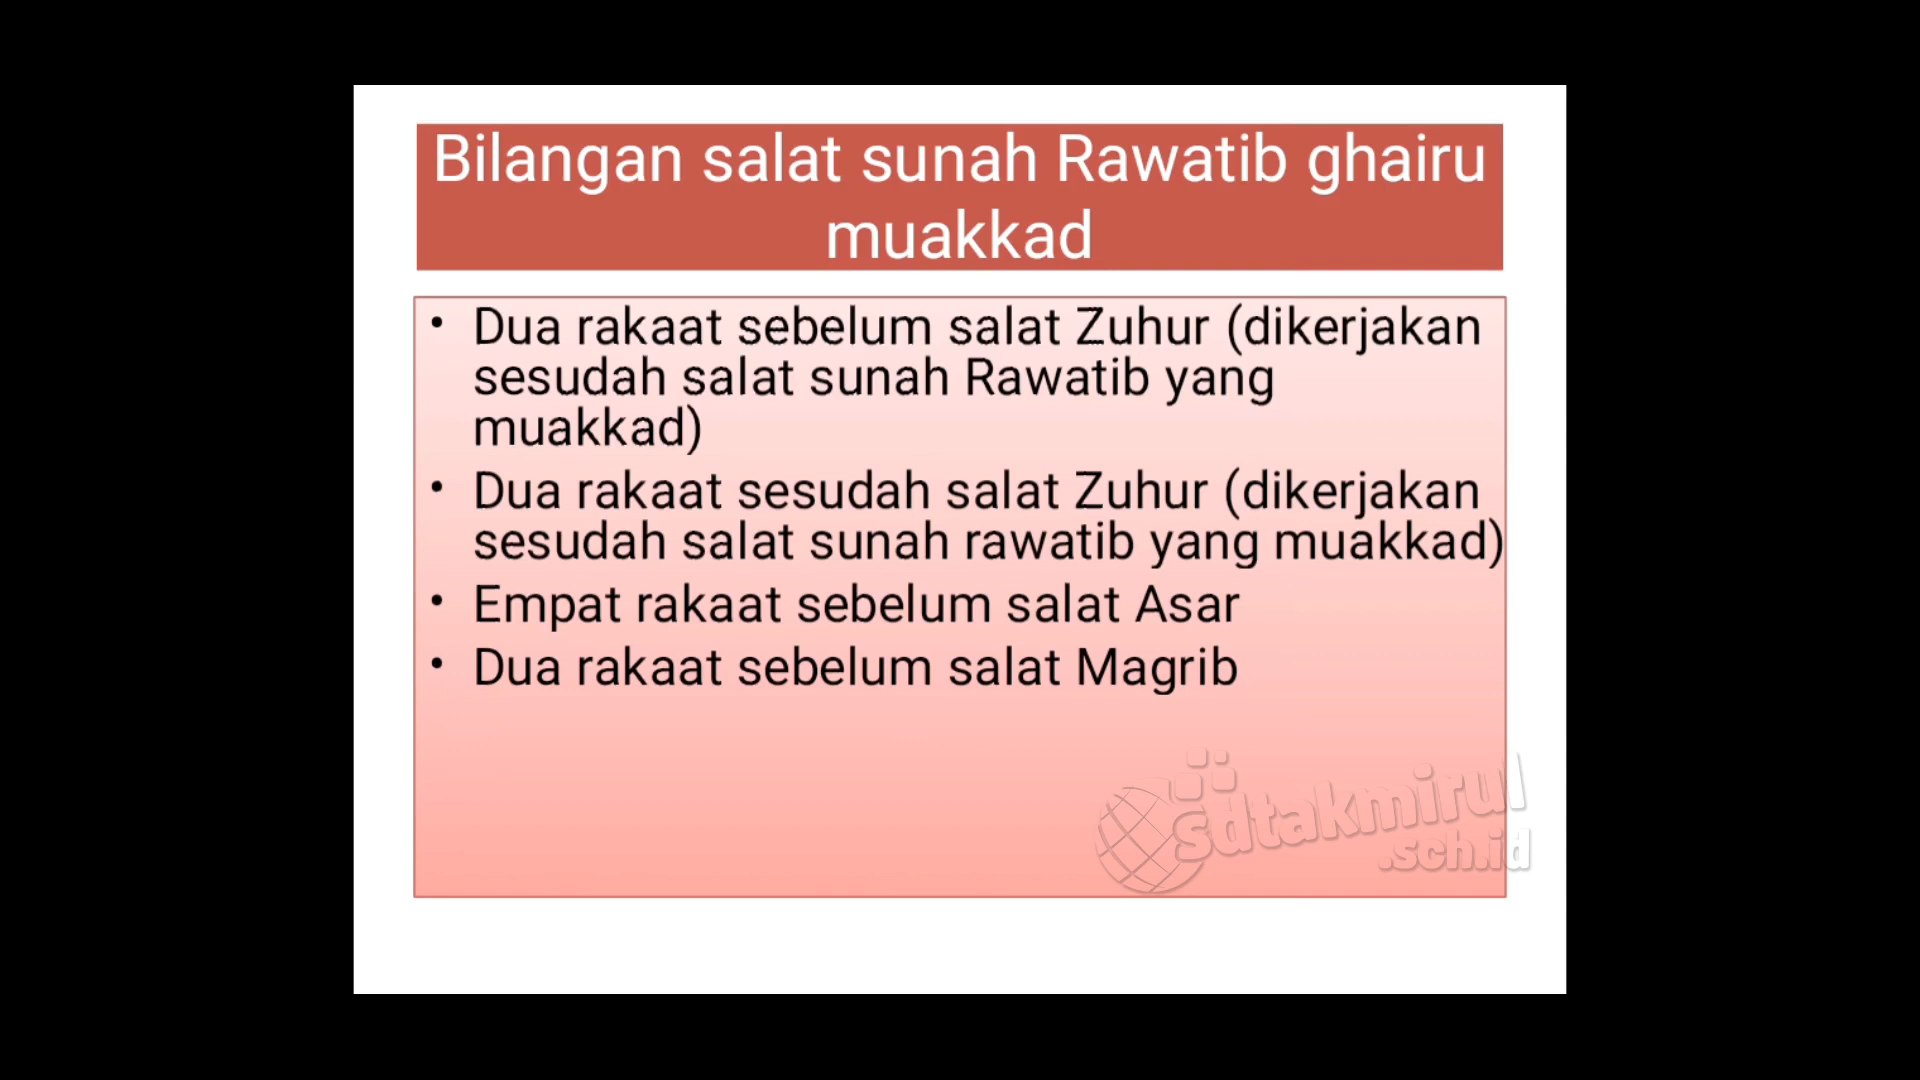 Bilangan salat sunah Rawatib ghairu
muakkad
• Dua rakaat sebelum salat Zuhur (dikerjakan
sesudah salat sunah Rawatib yang
muakkad)
• Dua rakaat sesudah salat Zuhur (dikerjakan
sesudah salat sunah rawatib yang muakkad)
• Empat rakaat sebelum salat Asar
• Dua rakaat sebelum salat Magrib
sdtakmirul
.sch.id